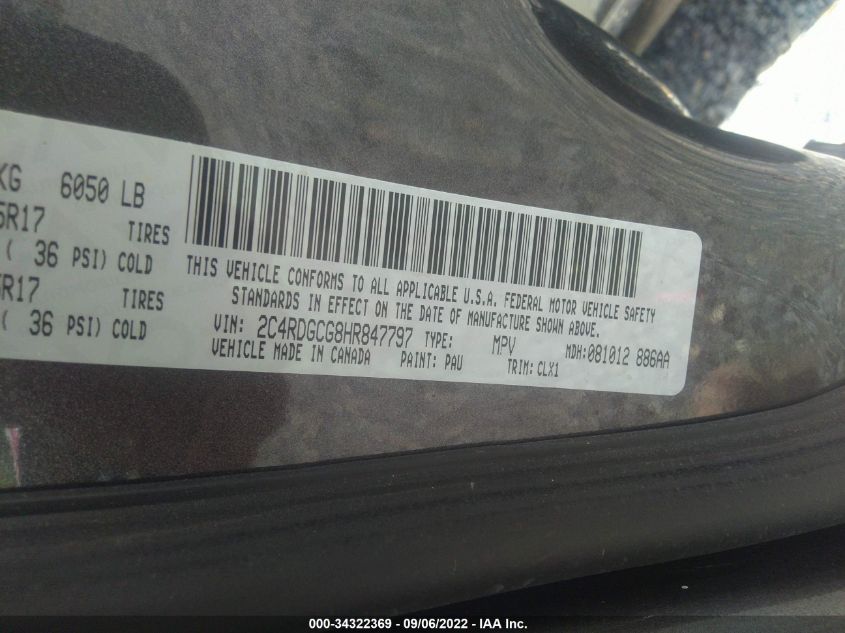 KG 6050 LB
5R17 TIRES
( 36 PSI) COLD
R17 TIRES
( 36 PSI) COLD
THIS VEHICLE CONFORMS TO ALL APPLICABLE U.S.A. FEDERAL MOTOR VEHICLE SAFETY
STANDARDS IN EFFECT ON THE DATE OF MANUFACTURE SHOWN ABOVE.
VIN: 2C4RDGCG8HR847797 TYPE: MPV MDH:081012 886AA
VEHICLE MADE IN CANADA PAINT: PAU TRIM: CLX1
000-34322369 - 09/06/2022 - IAA Inc.